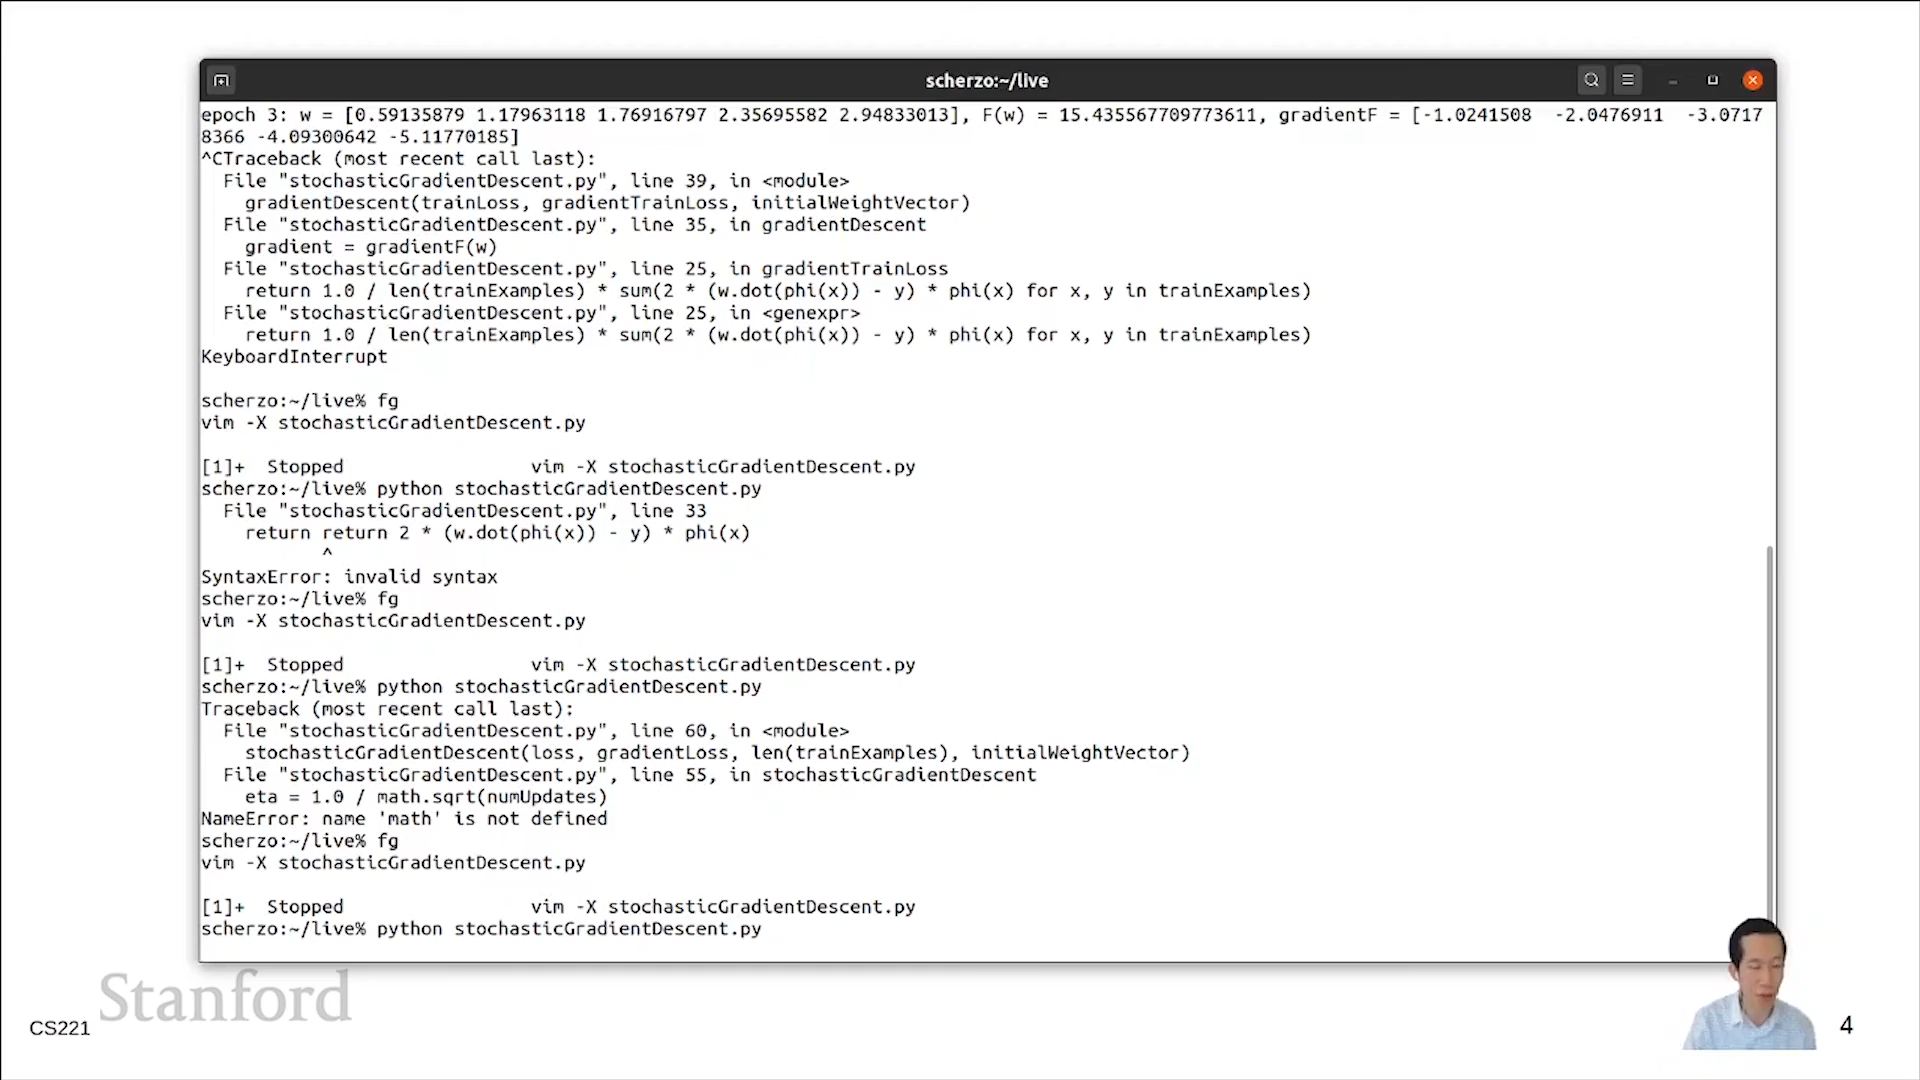 scherzo:~/live
epoch 3: w = [0.59135879 1.17963118 1.76916797 2.35695582 2.94833013], F(w) = 15.435567709773611, gradientF = [-1.0241508  -2.0476911  -3.0717
8366 -4.09300642 -5.11770185]
^CTraceback (most recent call last):
  File "stochasticGradientDescent.py", line 39, in <module>
    gradientDescent(trainLoss, gradientTrainLoss, initialWeightVector)
  File "stochasticGradientDescent.py", line 35, in gradientDescent
    gradient = gradientF(w)
  File "stochasticGradientDescent.py", line 25, in gradientTrainLoss
    return 1.0 / len(trainExamples) * sum(2 * (w.dot(phi(x)) - y) * phi(x) for x, y in trainExamples)
  File "stochasticGradientDescent.py", line 25, in <genexpr>
    return 1.0 / len(trainExamples) * sum(2 * (w.dot(phi(x)) - y) * phi(x) for x, y in trainExamples)
KeyboardInterrupt
scherzo:~/live% fg
vim -X stochasticGradientDescent.py
[1]+  Stopped                 vim -X stochasticGradientDescent.py
scherzo:~/live% python stochasticGradientDescent.py
  File "stochasticGradientDescent.py", line 33
    return return 2 * (w.dot(phi(x)) - y) * phi(x)
           ^
SyntaxError: invalid syntax
scherzo:~/live% fg
vim -X stochasticGradientDescent.py
[1]+  Stopped                 vim -X stochasticGradientDescent.py
scherzo:~/live% python stochasticGradientDescent.py
Traceback (most recent call last):
  File "stochasticGradientDescent.py", line 60, in <module>
    stochasticGradientDescent(loss, gradientLoss, len(trainExamples), initialWeightVector)
  File "stochasticGradientDescent.py", line 55, in stochasticGradientDescent
    eta = 1.0 / math.sqrt(numUpdates)
NameError: name 'math' is not defined
scherzo:~/live% fg
vim -X stochasticGradientDescent.py
[1]+  Stopped                 vim -X stochasticGradientDescent.py
scherzo:~/live% python stochasticGradientDescent.py
Stanford
CS221
4